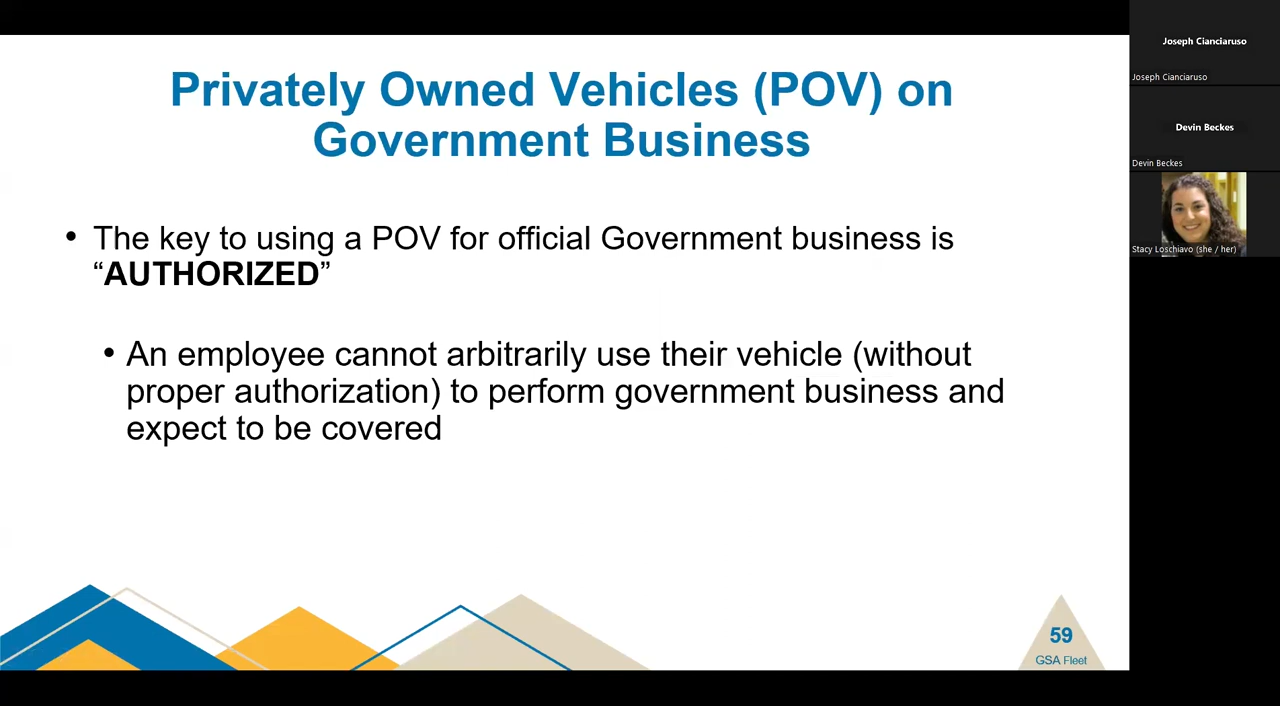 Privately Owned Vehicles (POV) on
Government Business
• The key to using a POV for official Government business is
“AUTHORIZED”
• An employee cannot arbitrarily use their vehicle (without
proper authorization) to perform government business and
expect to be covered
59
GSA Fleet
Joseph Cianciaruso
Joseph Cianciaruso
Devin Beckes
Devin Beckes
Stacy Loschiavo (she / her)